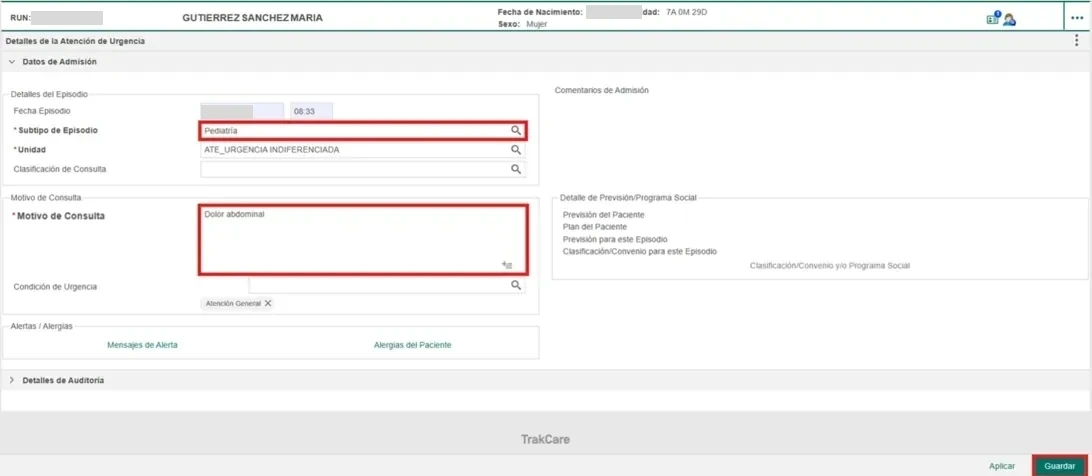 RUN: GUTIERREZ SANCHEZ MARIA Fecha de Nacimiento: dad: 7A 0M 29D
Sexo: Mujer
Detalles de la Atención de Urgencia
Datos de Admisión
Detalles del Episodio
Comentarios de Admisión
Fecha Episodio 08:33
* Subtipo de Episodio Pediatría
* Unidad ATE_URGENCIA INDIFERENCIADA
Clasificación de Consulta
Motivo de Consulta
* Motivo de Consulta Dolor abdominal
Detalle de Previsión/Programa Social
Previsión del Paciente
Plan del Paciente
Previsión para este Episodio
Clasificación/Convenio para este Episodio
Clasificación/Convenio y/o Programa Social
Condición de Urgencia
Atención General X
Alertas / Alergias
Mensajes de Alerta Alergias del Paciente
Detalles de Auditoría
TrakCare
Aplicar Guardar